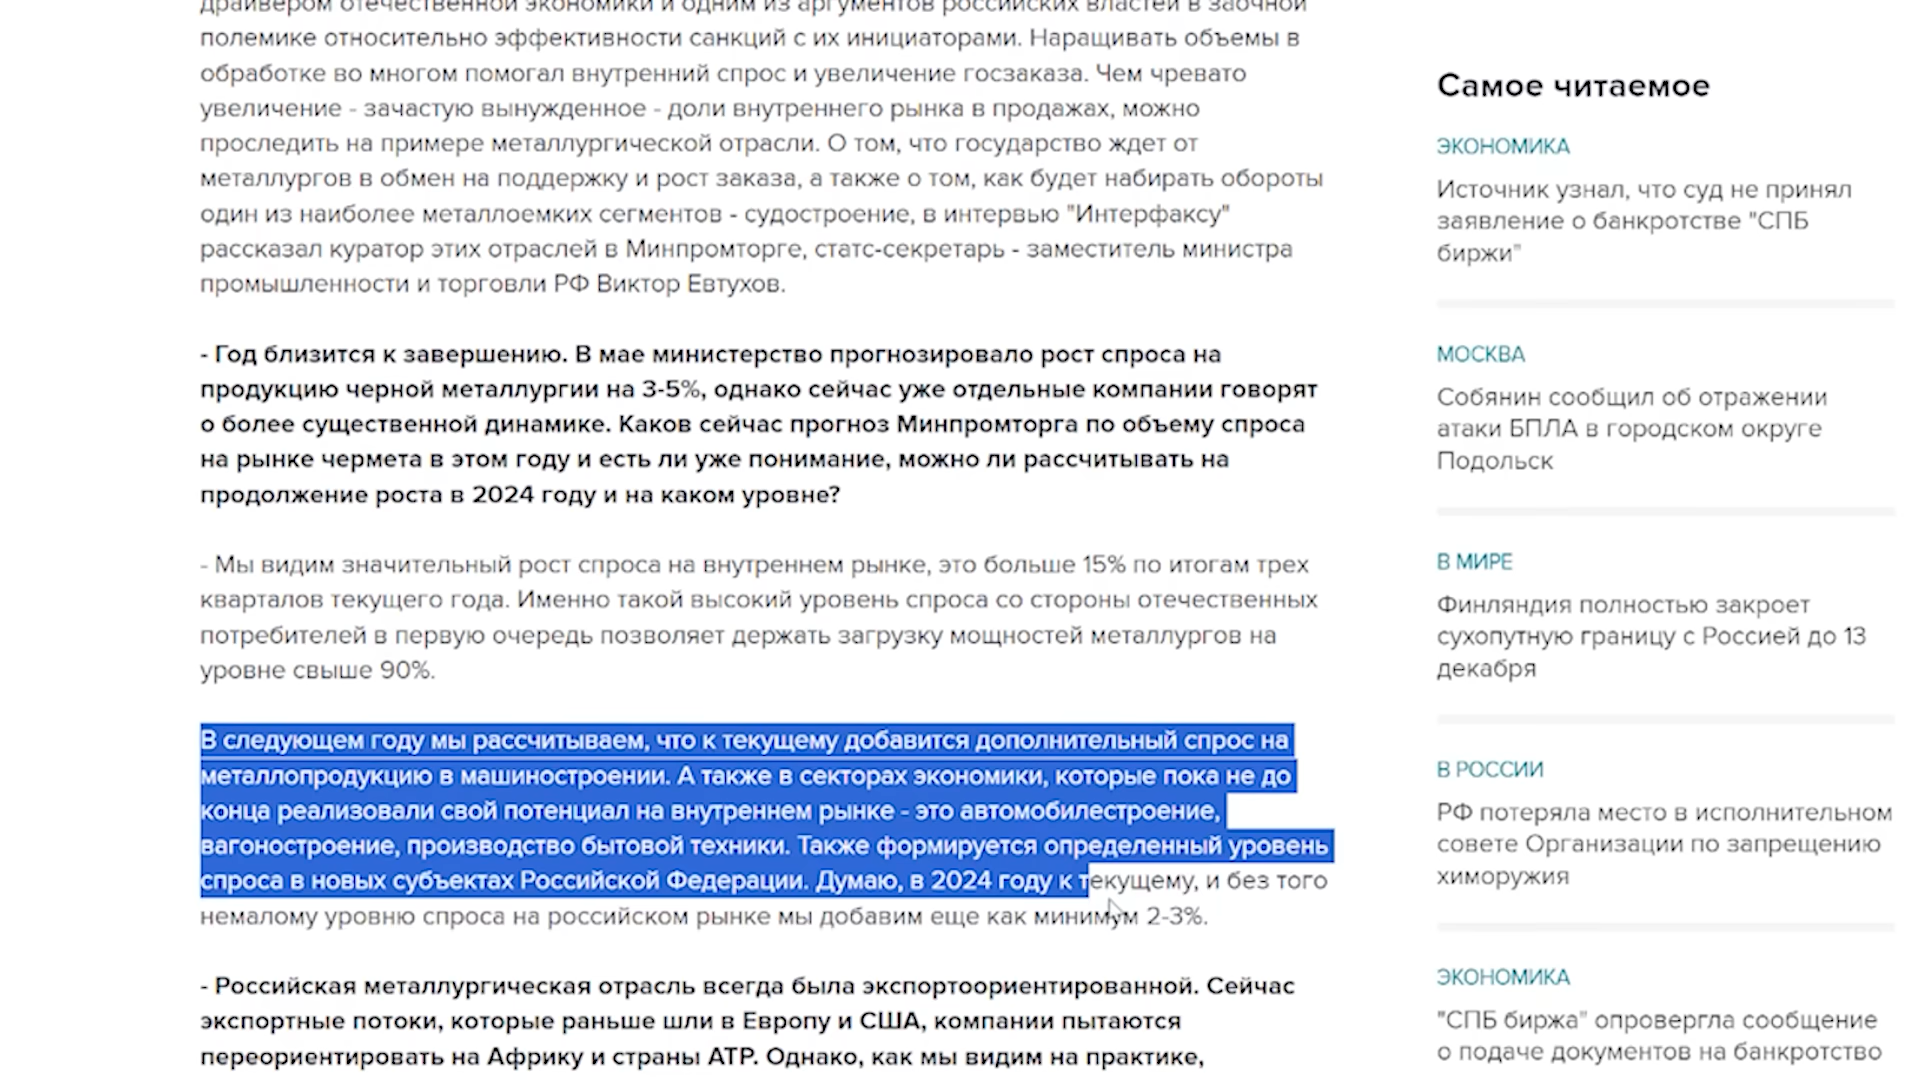 драйвером отечественной экономики и одним из аргументов российских властей в заочной
полемике относительно эффективности санкций с их инициаторами. Наращивать объемы в
обработке во многом помогал внутренний спрос и увеличение госзаказа. Чем чревато
увеличение - зачастую вынужденное - доли внутреннего рынка в продажах, можно
проследить на примере металлургической отрасли. О том, что государство ждет от
металлургов в обмен на поддержку и рост заказа, а также о том, как будет набирать обороты
один из наиболее металлоемких сегментов - судостроение, в интервью "Интерфаксу"
рассказал куратор этих отраслей в Минпромторге, статс-секретарь - заместитель министра
промышленности и торговли РФ Виктор Евтухов.
- Год близится к завершению. В мае министерство прогнозировало рост спроса на
продукцию черной металлургии на 3-5%, однако сейчас уже отдельные компании говорят
о более существенной динамике. Каков сейчас прогноз Минпромторга по объему спроса
на рынке чермета в этом году и есть ли уже понимание, можно ли рассчитывать на
продолжение роста в 2024 году и на каком уровне?
- Мы видим значительный рост спроса на внутреннем рынке, это больше 15% по итогам трех
кварталов текущего года. Именно такой высокий уровень спроса со стороны отечественных
потребителей в первую очередь позволяет держать загрузку мощностей металлургов на
уровне свыше 90%.
В следующем году мы рассчитываем, что к текущему добавится дополнительный спрос на
металлопродукцию в машиностроении. А также в секторах экономики, которые пока не до
конца реализовали свой потенциал на внутреннем рынке - это автомобилестроение,
вагоностроение, производство бытовой техники. Также формируется определенный уровень
спроса в новых субъектах Российской Федерации. Думаю, в 2024 году к текущему, и без того
немалому уровню спроса на российском рынке мы добавим еще как минимум 2-3%.
- Российская металлургическая отрасль всегда была экспортоориентированной. Сейчас
экспортные потоки, которые раньше шли в Европу и США, компании пытаются
переориентировать на Африку и страны АТР. Однако, как мы видим на практике,
Самое читаемое
ЭКОНОМИКА
Источник узнал, что суд не принял
заявление о банкротстве "СПБ
биржи"
МОСКВА
Собянин сообщил об отражении
атаки БПЛА в городском округе
Подольск
В МИРЕ
Финляндия полностью закроет
сухопутную границу с Россией до 13
декабря
В РОССИИ
РФ потеряла место в исполнительном
совете Организации по запрещению
химоружия
ЭКОНОМИКА
"СПБ биржа" опровергла сообщение
о подаче документов на банкротство